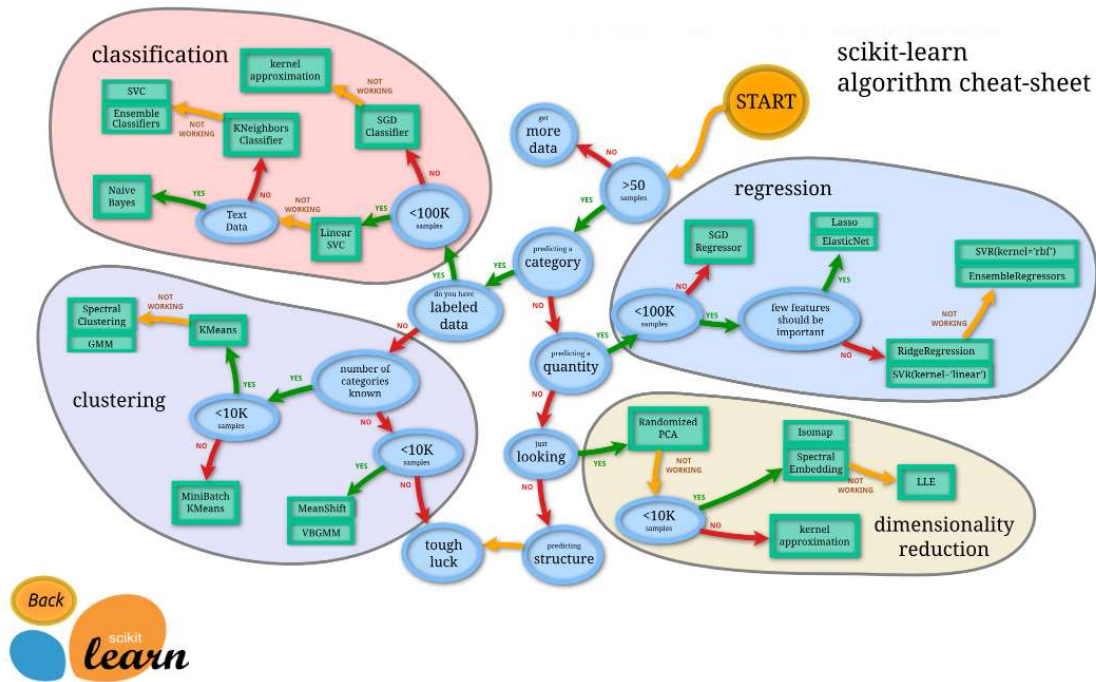 scikit-learn
algorithm cheat-sheet
START
get
more
data
NO
>50
samples
YES
predicting a
category
YES
NO
do you have
labeled
data
YES
NO
predicting a
quantity
YES
NO
just
looking
YES
NO
predicting
structure
tough
luck
classification
kernel
approximation
NOT
WORKING
SVC
Ensemble
Classifiers
NOT
WORKING
KNeighbors
Classifier
SGD
Classifier
NO
NO
Naive
Bayes
YES
Text
Data
NOT
WORKING
Linear
SVC
YES
<100K
samples
regression
SGD
Regressor
NO
<100K
samples
YES
Lasso
ElasticNet
YES
few features
should be
important
NO
SVR(kernel='rbf')
EnsembleRegressors
NOT
WORKING
RidgeRegression
SVR(kernel='linear')
clustering
Spectral
Clustering
GMM
NOT
WORKING
KMeans
YES
<10K
samples
YES
number of
categories
known
NO
NO
MiniBatch
KMeans
<10K
samples
YES
NO
MeanShift
VBGMM
Randomized
PCA
NOT
WORKING
<10K
samples
YES
NO
Isomap
Spectral
Embedding
NOT
WORKING
LLE
kernel
approximation
dimensionality
reduction
Back
scikit
learn